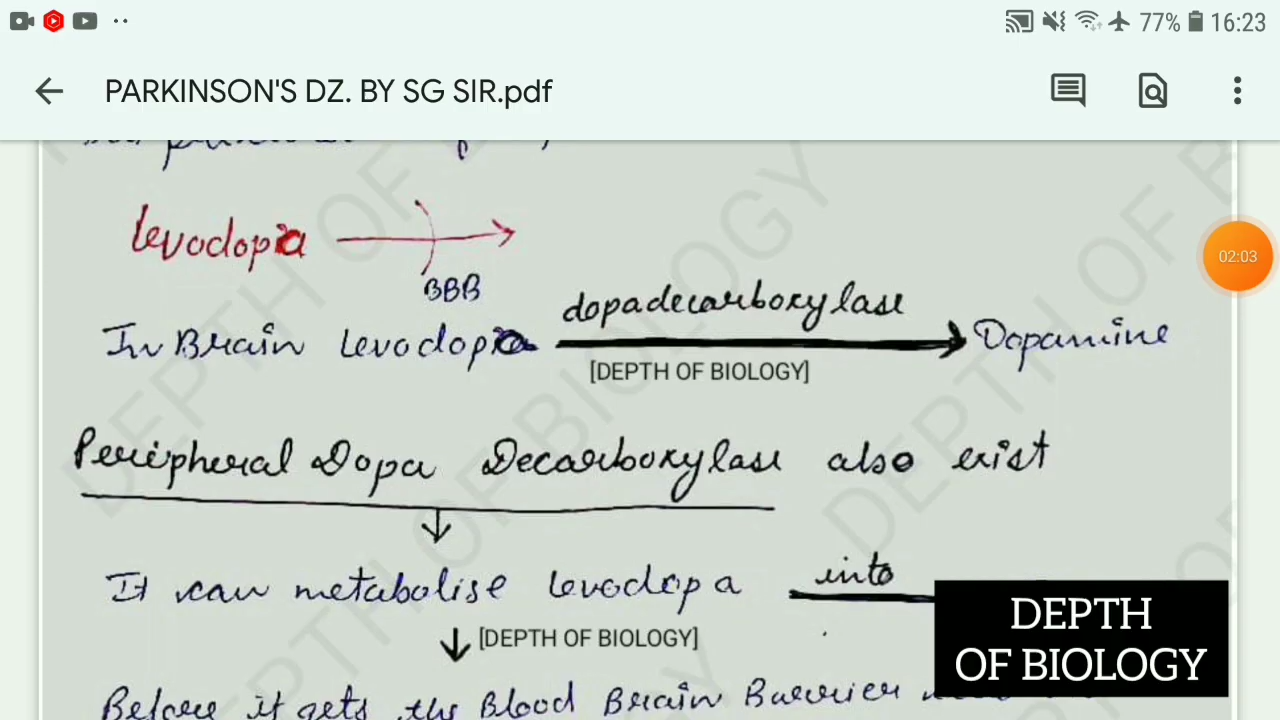 77% 16:23
PARKINSON'S DZ. BY SG SIR.pdf
levodopa
BBB
02:03
dopadecarboxylase
In Brain levodopa Dopamine
[DEPTH OF BIOLOGY]
Peripheral Dopa Decarboxylase also exist
It can metabolise levodopa into
[DEPTH OF BIOLOGY]
DEPTH
OF BIOLOGY
Before it gets the Blood Brain Barrier